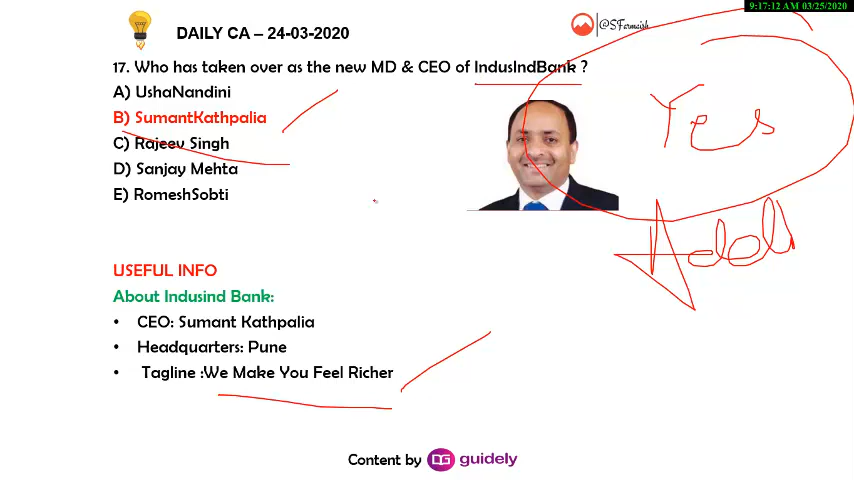 9:17:12 AM 03/25/2020
DAILY CA – 24-03-2020
17. Who has taken over as the new MD & CEO of IndusIndBank ?
A) UshaNandini
B) SumantKathpalia
C) Rajeev Singh
D) Sanjay Mehta
E) RomeshSobti
Yes
USEFUL INFO
About Indusind Bank:
• CEO: Sumant Kathpalia
• Headquarters: Pune
• Tagline :We Make You Feel Richer
Content by DG guidely